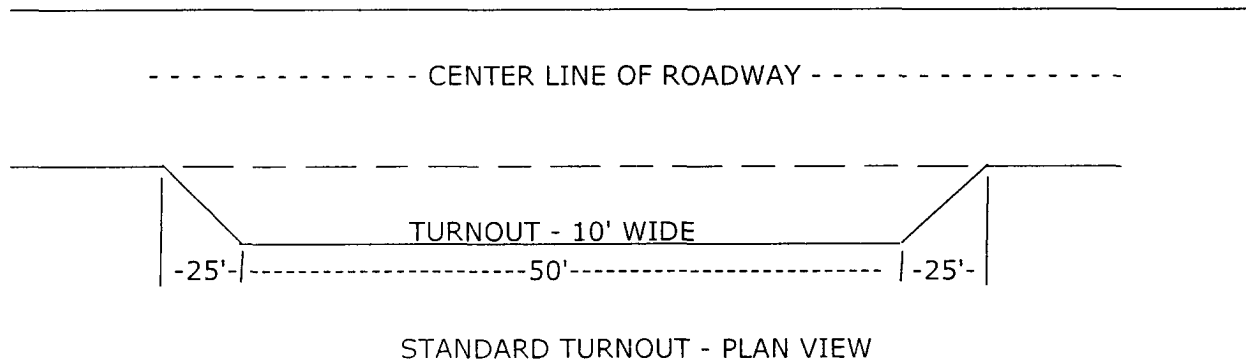 - - - - - - - - - - - - - CENTER LINE OF ROADWAY - - - - - - - - - - - - -
TURNOUT - 10' WIDE
-25'-|-----------------------50'-------------------------- |-25'-
STANDARD TURNOUT - PLAN VIEW